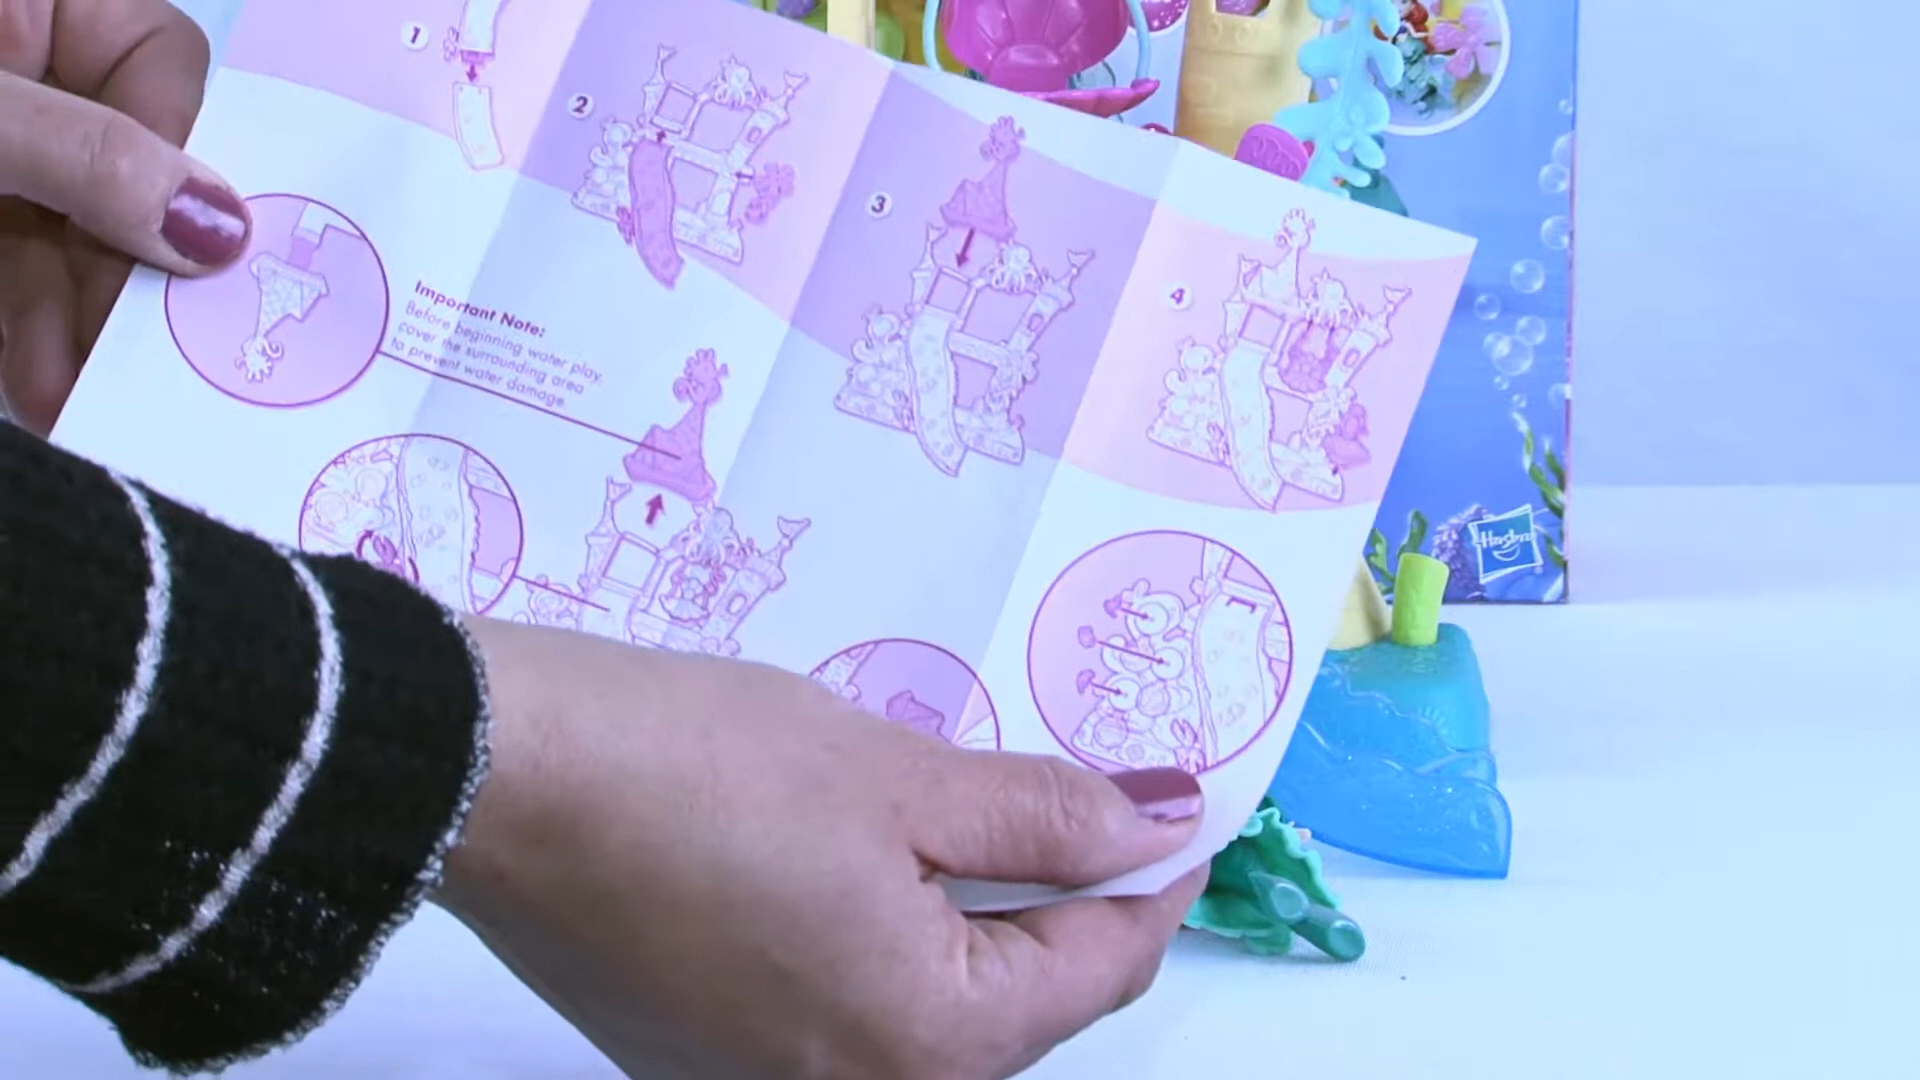 1
2
3
4
Important Note:
Before beginning water play,
cover the surrounding area
to prevent water damage.
Hasbro